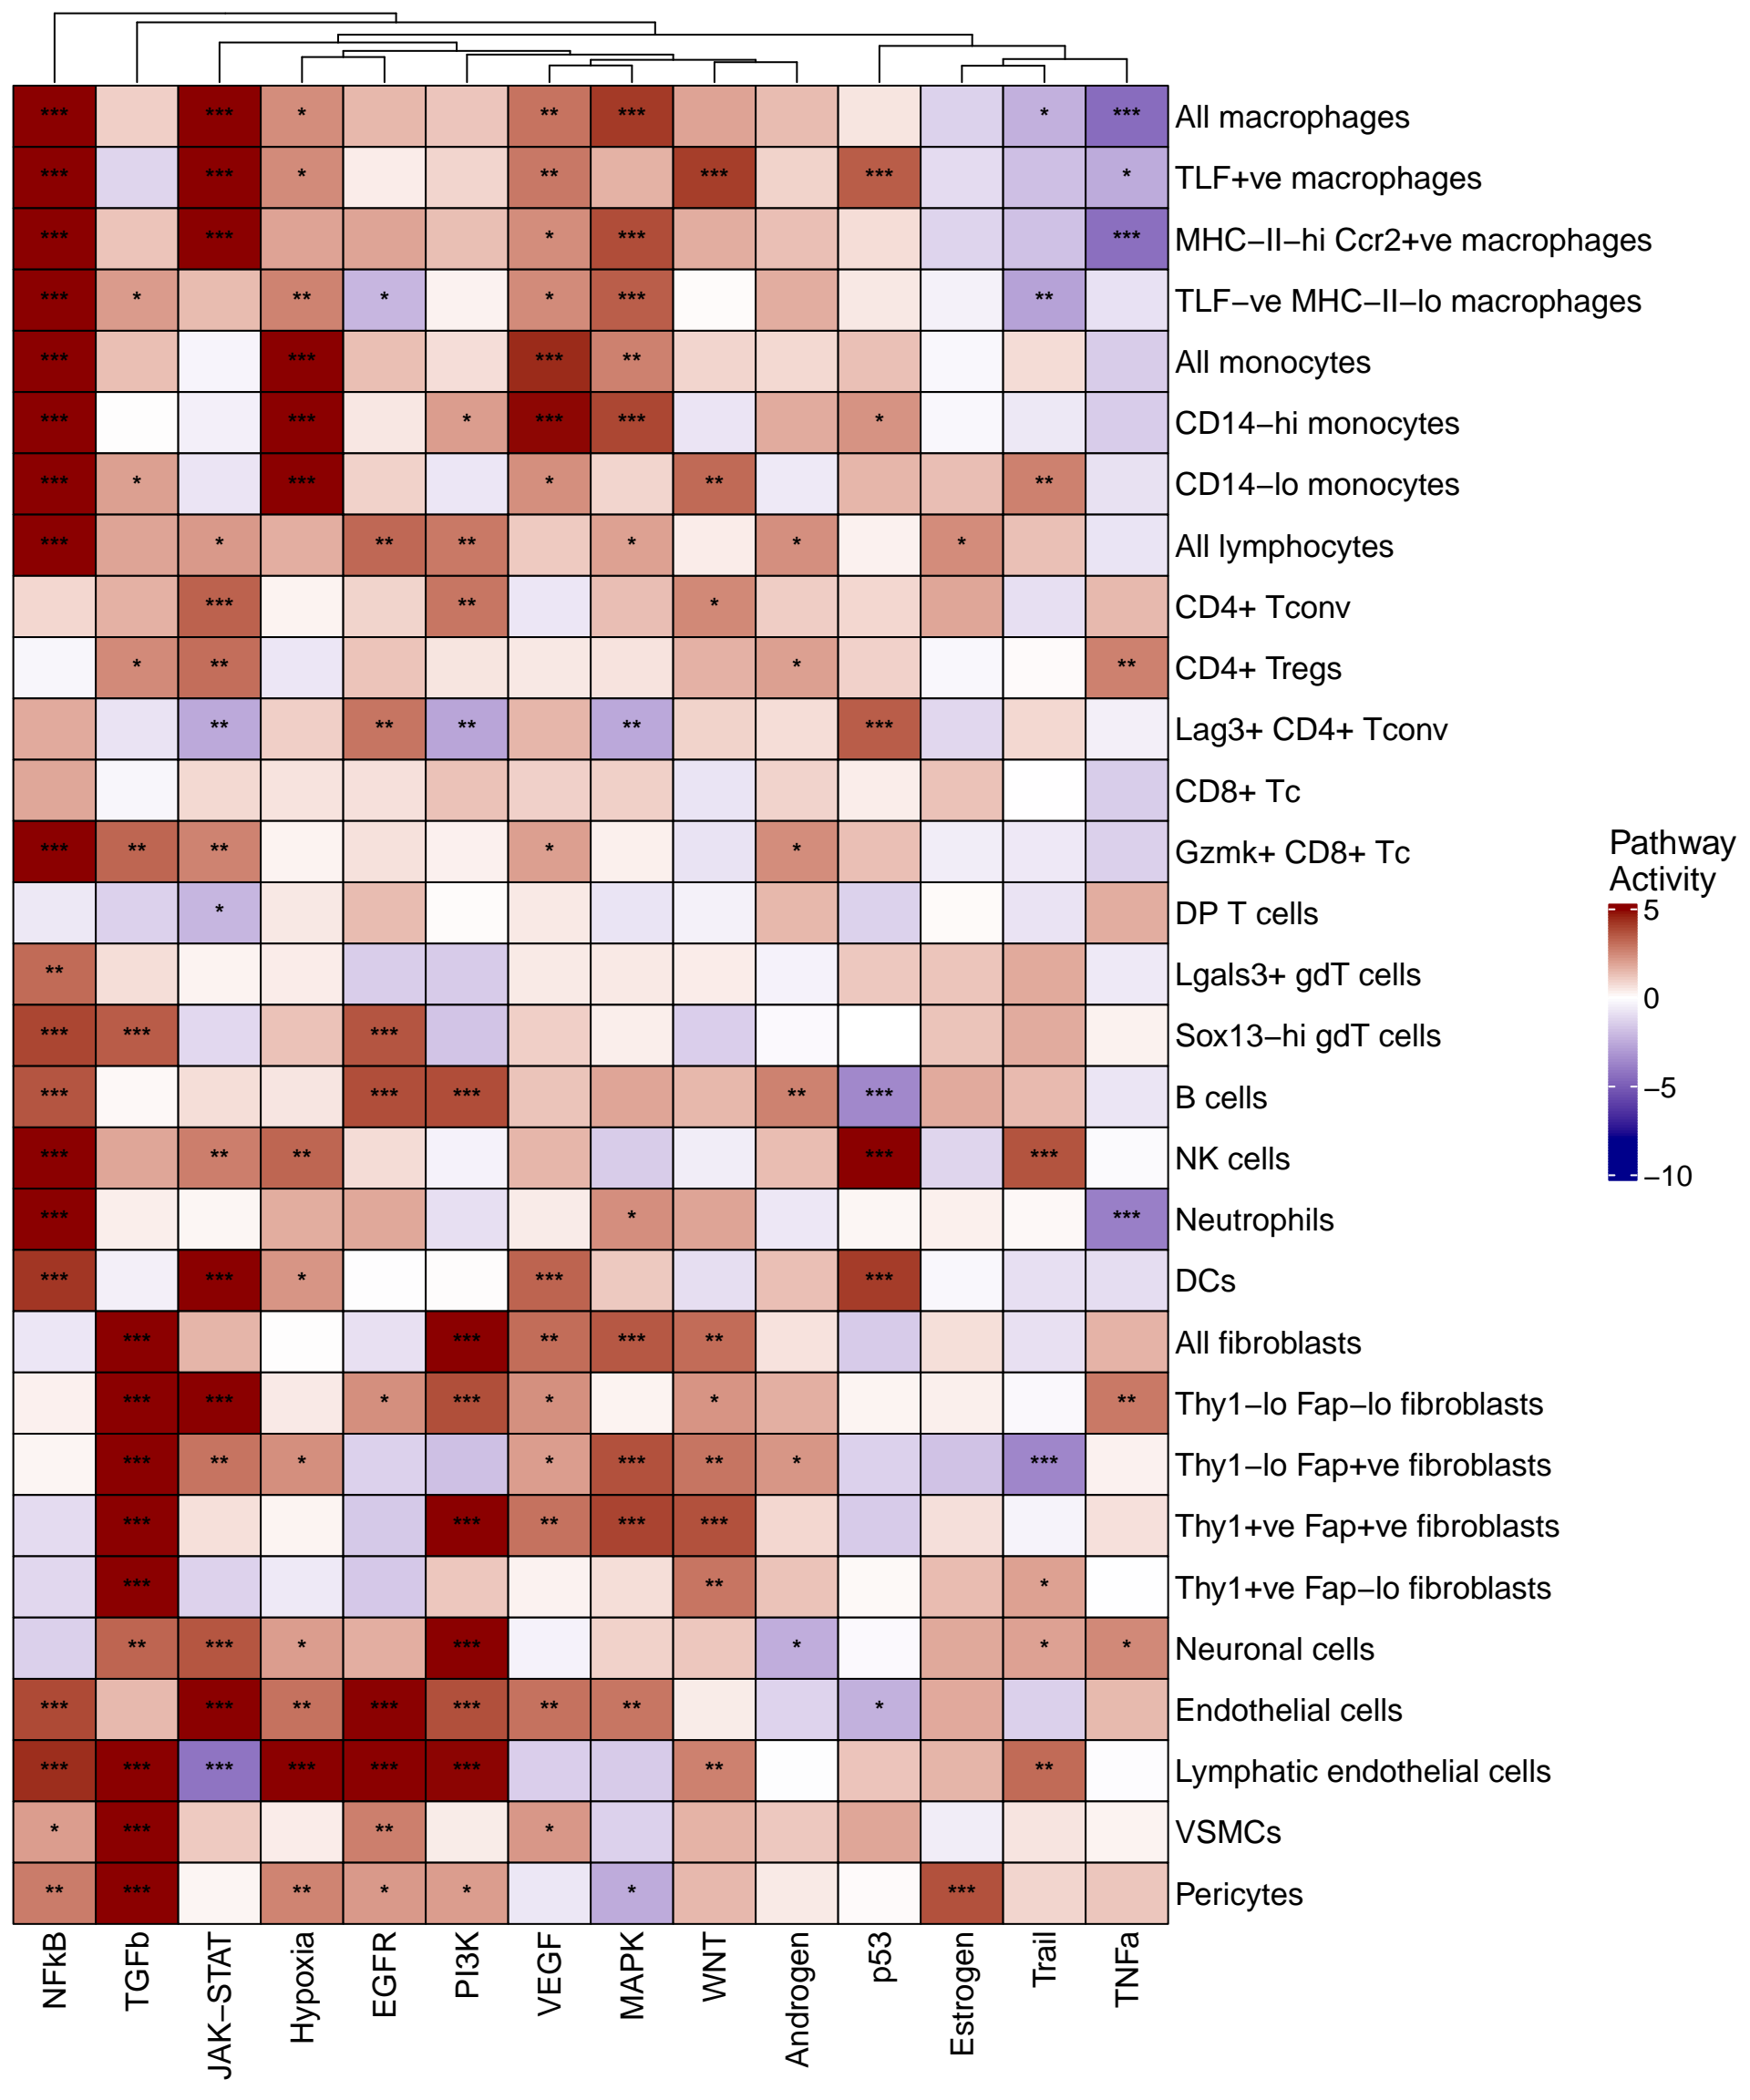 *** *** * ** *** * *** All macrophages
*** *** * ** *** *** * TLF+ve macrophages
*** *** * *** *** MHC−II−hi Ccr2+ve macrophages
*** * ** * * *** ** TLF−ve MHC−II−lo macrophages
*** *** *** ** All monocytes
*** *** * *** *** * CD14−hi monocytes
*** * *** * ** ** CD14−lo monocytes
*** * ** ** * * * All lymphocytes
*** ** * CD4+ Tconv
* ** * ** CD4+ Tregs
** ** ** ** *** Lag3+ CD4+ Tconv
CD8+ Tc
*** ** ** * * Gzmk+ CD8+ Tc
* DP T cells
** Lgals3+ gdT cells
*** *** *** Sox13−hi gdT cells
*** *** *** ** *** B cells
*** ** ** *** *** NK cells
*** * *** Neutrophils
*** *** * *** *** DCs
*** *** ** *** ** All fibroblasts
*** *** * *** * * ** Thy1−lo Fap−lo fibroblasts
*** ** * * *** ** * *** Thy1−lo Fap+ve fibroblasts
*** *** ** *** *** Thy1+ve Fap+ve fibroblasts
*** ** * Thy1+ve Fap−lo fibroblasts
** *** * *** * * * Neuronal cells
*** *** ** *** *** ** ** * Endothelial cells
*** *** *** *** *** *** ** ** Lymphatic endothelial cells
* *** ** * VSMCs
** *** ** * * * *** Pericytes
NFkB
TGFb
JAK−STAT
Hypoxia
EGFR
PI3K
VEGF
MAPK
WNT
Androgen
p53
Estrogen
Trail
TNFa
Pathway
Activity
5
0
−5
−10